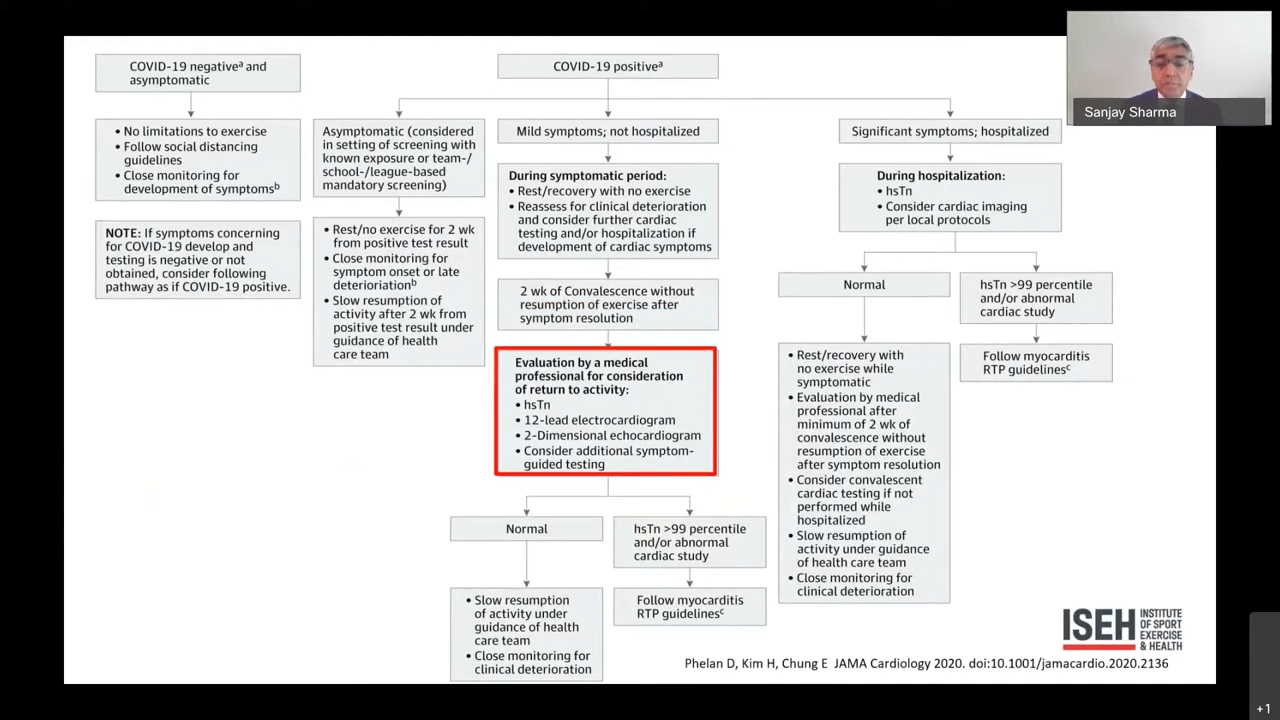 COVID-19 negativeᵃ and
asymptomatic
• No limitations to exercise
• Follow social distancing
guidelines
• Close monitoring for
development of symptomsᵇ
NOTE: If symptoms concerning
for COVID-19 develop and
testing is negative or not
obtained, consider following
pathway as if COVID-19 positive.
COVID-19 positiveᵃ
Asymptomatic (considered
in setting of screening with
known exposure or team-/
school-/league-based
mandatory screening)
• Rest/no exercise for 2 wk
from positive test result
• Close monitoring for
symptom onset or late
deteriorationᵇ
• Slow resumption of
activity after 2 wk from
positive test result under
guidance of health
care team
Mild symptoms; not hospitalized
During symptomatic period:
• Rest/recovery with no exercise
• Reassess for clinical deterioration
and consider further cardiac
testing and/or hospitalization if
development of cardiac symptoms
2 wk of Convalescence without
resumption of exercise after
symptom resolution
Evaluation by a medical
professional for consideration
of return to activity:
• hsTn
• 12-lead electrocardiogram
• 2-Dimensional echocardiogram
• Consider additional symptom-
guided testing
Normal
• Slow resumption
of activity under
guidance of health
care team
• Close monitoring for
clinical deterioration
hsTn >99 percentile
and/or abnormal
cardiac study
Follow myocarditis
RTP guidelinesᶜ
Significant symptoms; hospitalized
During hospitalization:
• hsTn
• Consider cardiac imaging
per local protocols
Normal
• Rest/recovery with
no exercise while
symptomatic
• Evaluation by medical
professional after
minimum of 2 wk of
convalescence without
resumption of exercise
after symptom resolution
• Consider convalescent
cardiac testing if not
performed while
hospitalized
• Slow resumption of
activity under guidance
of health care team
• Close monitoring for
clinical deterioration
hsTn >99 percentile
and/or abnormal
cardiac study
Follow myocarditis
RTP guidelinesᶜ
Sanjay Sharma
ISEH
INSTITUTE
OF SPORT
EXERCISE
& HEALTH
Phelan D, Kim H, Chung E JAMA Cardiology 2020. doi:10.1001/jamacardio.2020.2136
+1